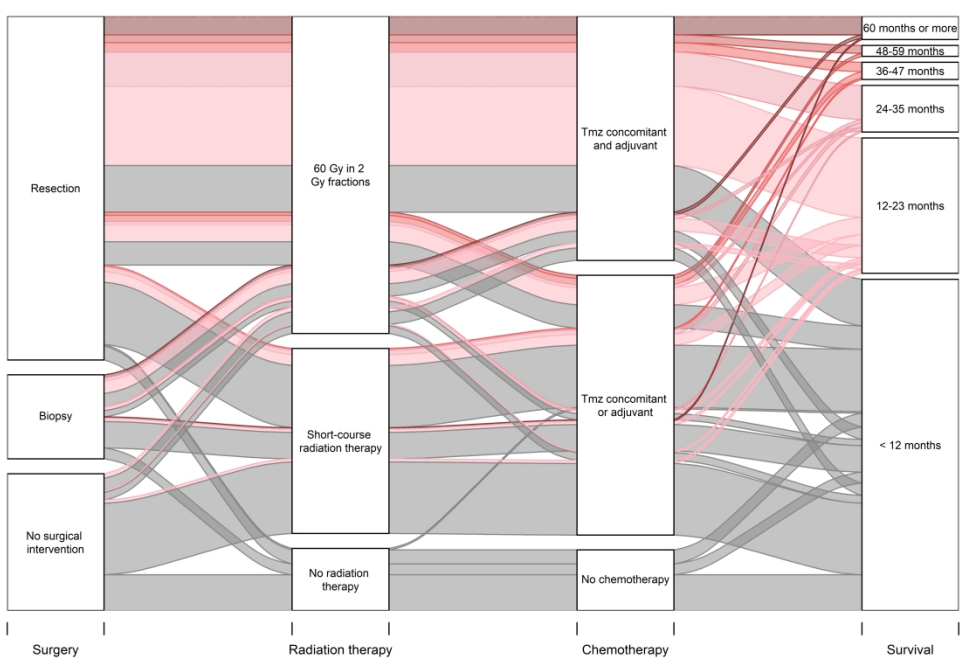 60 months or more
48-59 months
36-47 months
24-35 months
Tmz concomitant
and adjuvant
60 Gy in 2
Gy fractions
Resection
12-23 months
Biopsy
Tmz concomitant
or adjuvant
Short-course
radiation therapy
< 12 months
No surgical
intervention
No radiation
therapy
No chemotherapy
Surgery
Radiation therapy
Chemotherapy
Survival